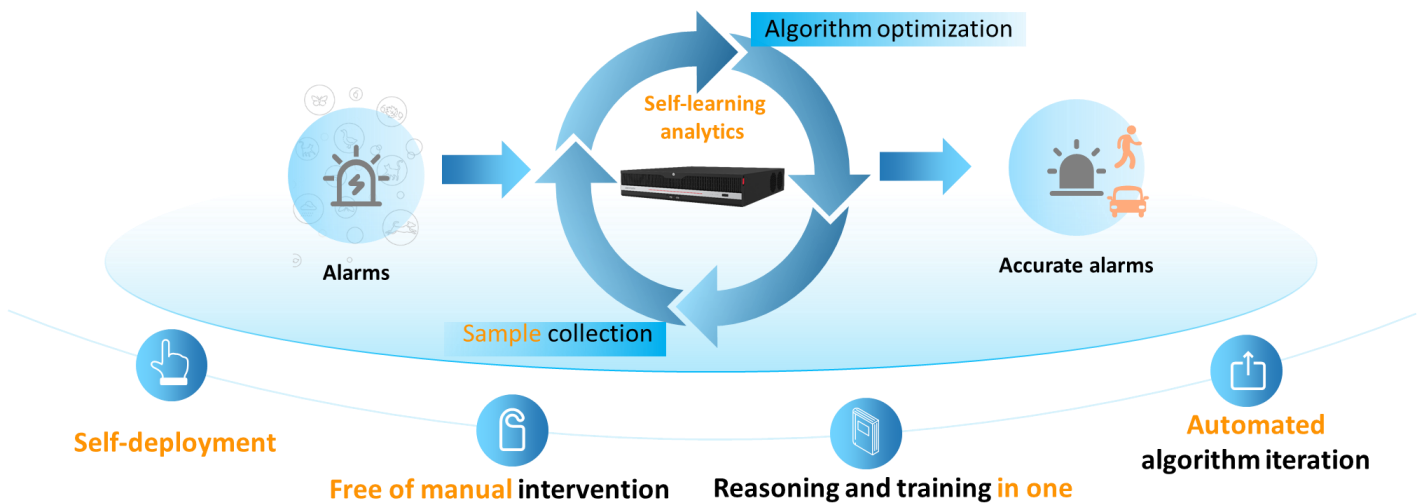 Algorithm optimization
Self-learning
analytics
Alarms
Accurate alarms
Sample collection
Self-deployment
Free of manual intervention
Reasoning and training in one
Automated
algorithm iteration